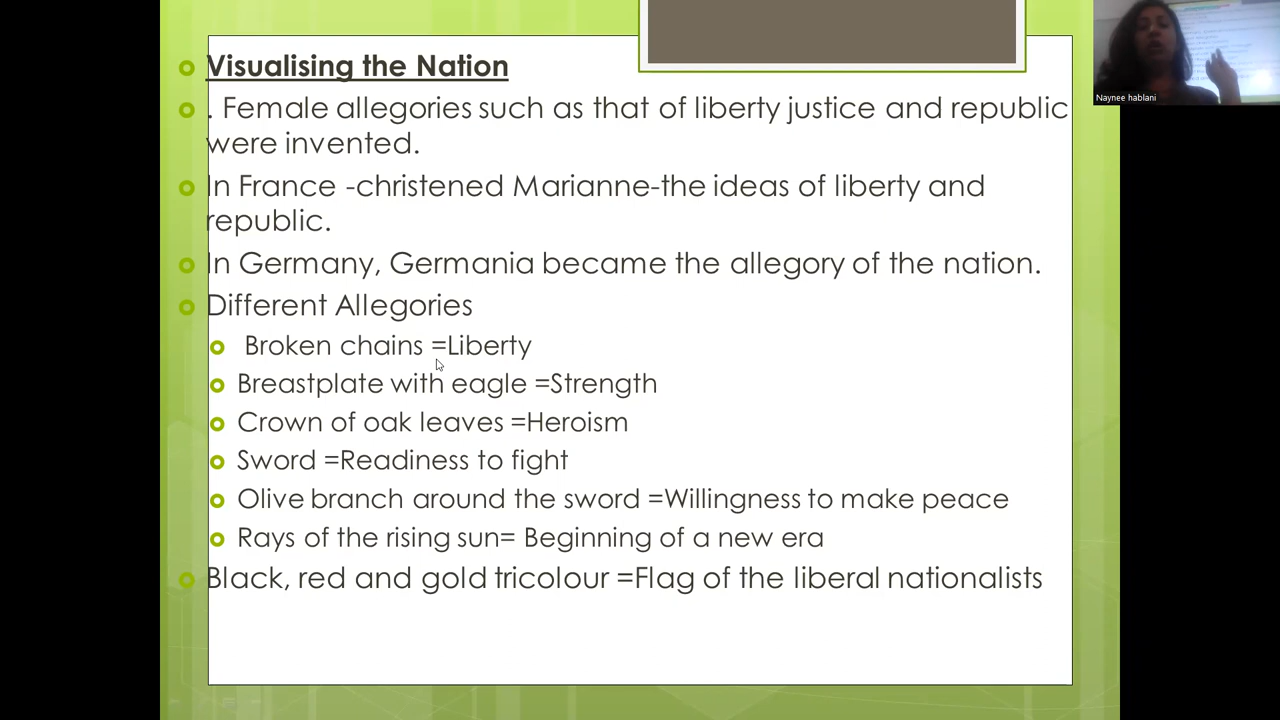 Visualising the Nation
. Female allegories such as that of liberty justice and republic
were invented.
In France -christened Marianne-the ideas of liberty and
republic.
In Germany, Germania became the allegory of the nation.
Different Allegories
Broken chains =Liberty
Breastplate with eagle =Strength
Crown of oak leaves =Heroism
Sword =Readiness to fight
Olive branch around the sword =Willingness to make peace
Rays of the rising sun= Beginning of a new era
Black, red and gold tricolour =Flag of the liberal nationalists
Naynee hablani